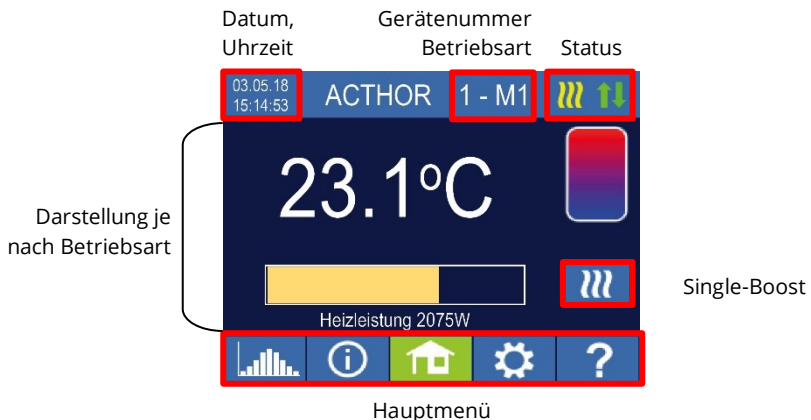 Datum,
Uhrzeit
Gerätenummer
Betriebsart
Status
03.05.18
15:14:53
ACTHOR
1 - M1
23.1°C
Darstellung je
nach Betriebsart
Single-Boost
Heizleistung 2075W
?
Hauptmenü